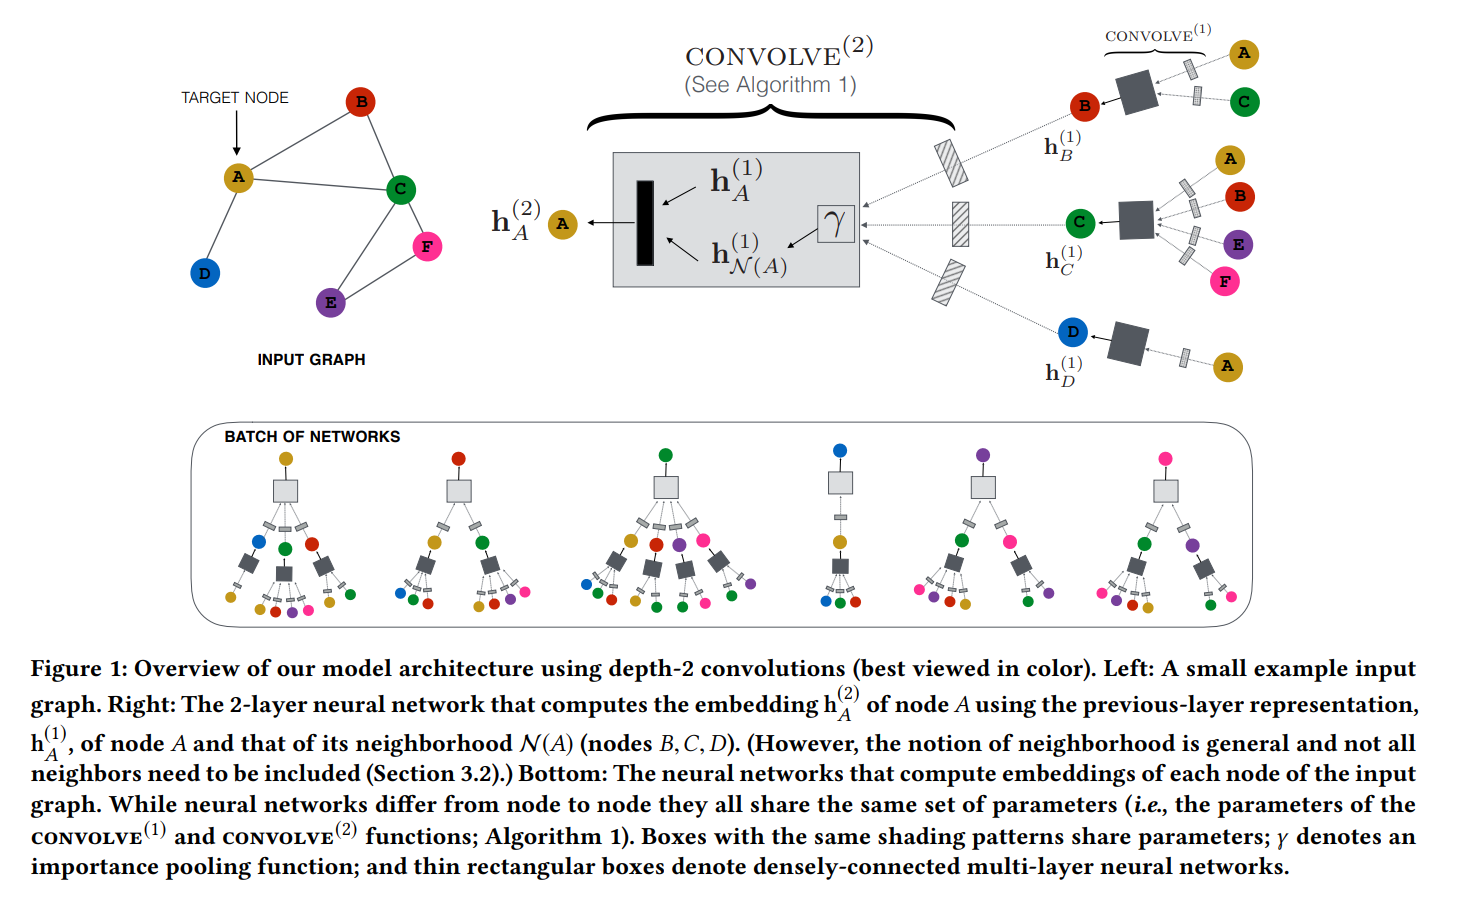 TARGET NODE
A
B
C
D
E
F
INPUT GRAPH
CONVOLVE^(2)
(See Algorithm 1)
h_A^(2)
A
h_A^(1)
h_N(A)^(1)
γ
CONVOLVE^(1)
B
h_B^(1)
A
C
C
h_C^(1)
A
B
E
F
D
h_D^(1)
A
BATCH OF NETWORKS
Figure 1: Overview of our model architecture using depth-2 convolutions (best viewed in color). Left: A small example input
graph. Right: The 2-layer neural network that computes the embedding h_A^(2) of node A using the previous-layer representation,
h_A^(1), of node A and that of its neighborhood N(A) (nodes B, C, D). (However, the notion of neighborhood is general and not all
neighbors need to be included (Section 3.2).) Bottom: The neural networks that compute embeddings of each node of the input
graph. While neural networks differ from node to node they all share the same set of parameters (i.e., the parameters of the
CONVOLVE^(1) and CONVOLVE^(2) functions; Algorithm 1). Boxes with the same shading patterns share parameters; γ denotes an
importance pooling function; and thin rectangular boxes denote densely-connected multi-layer neural networks.